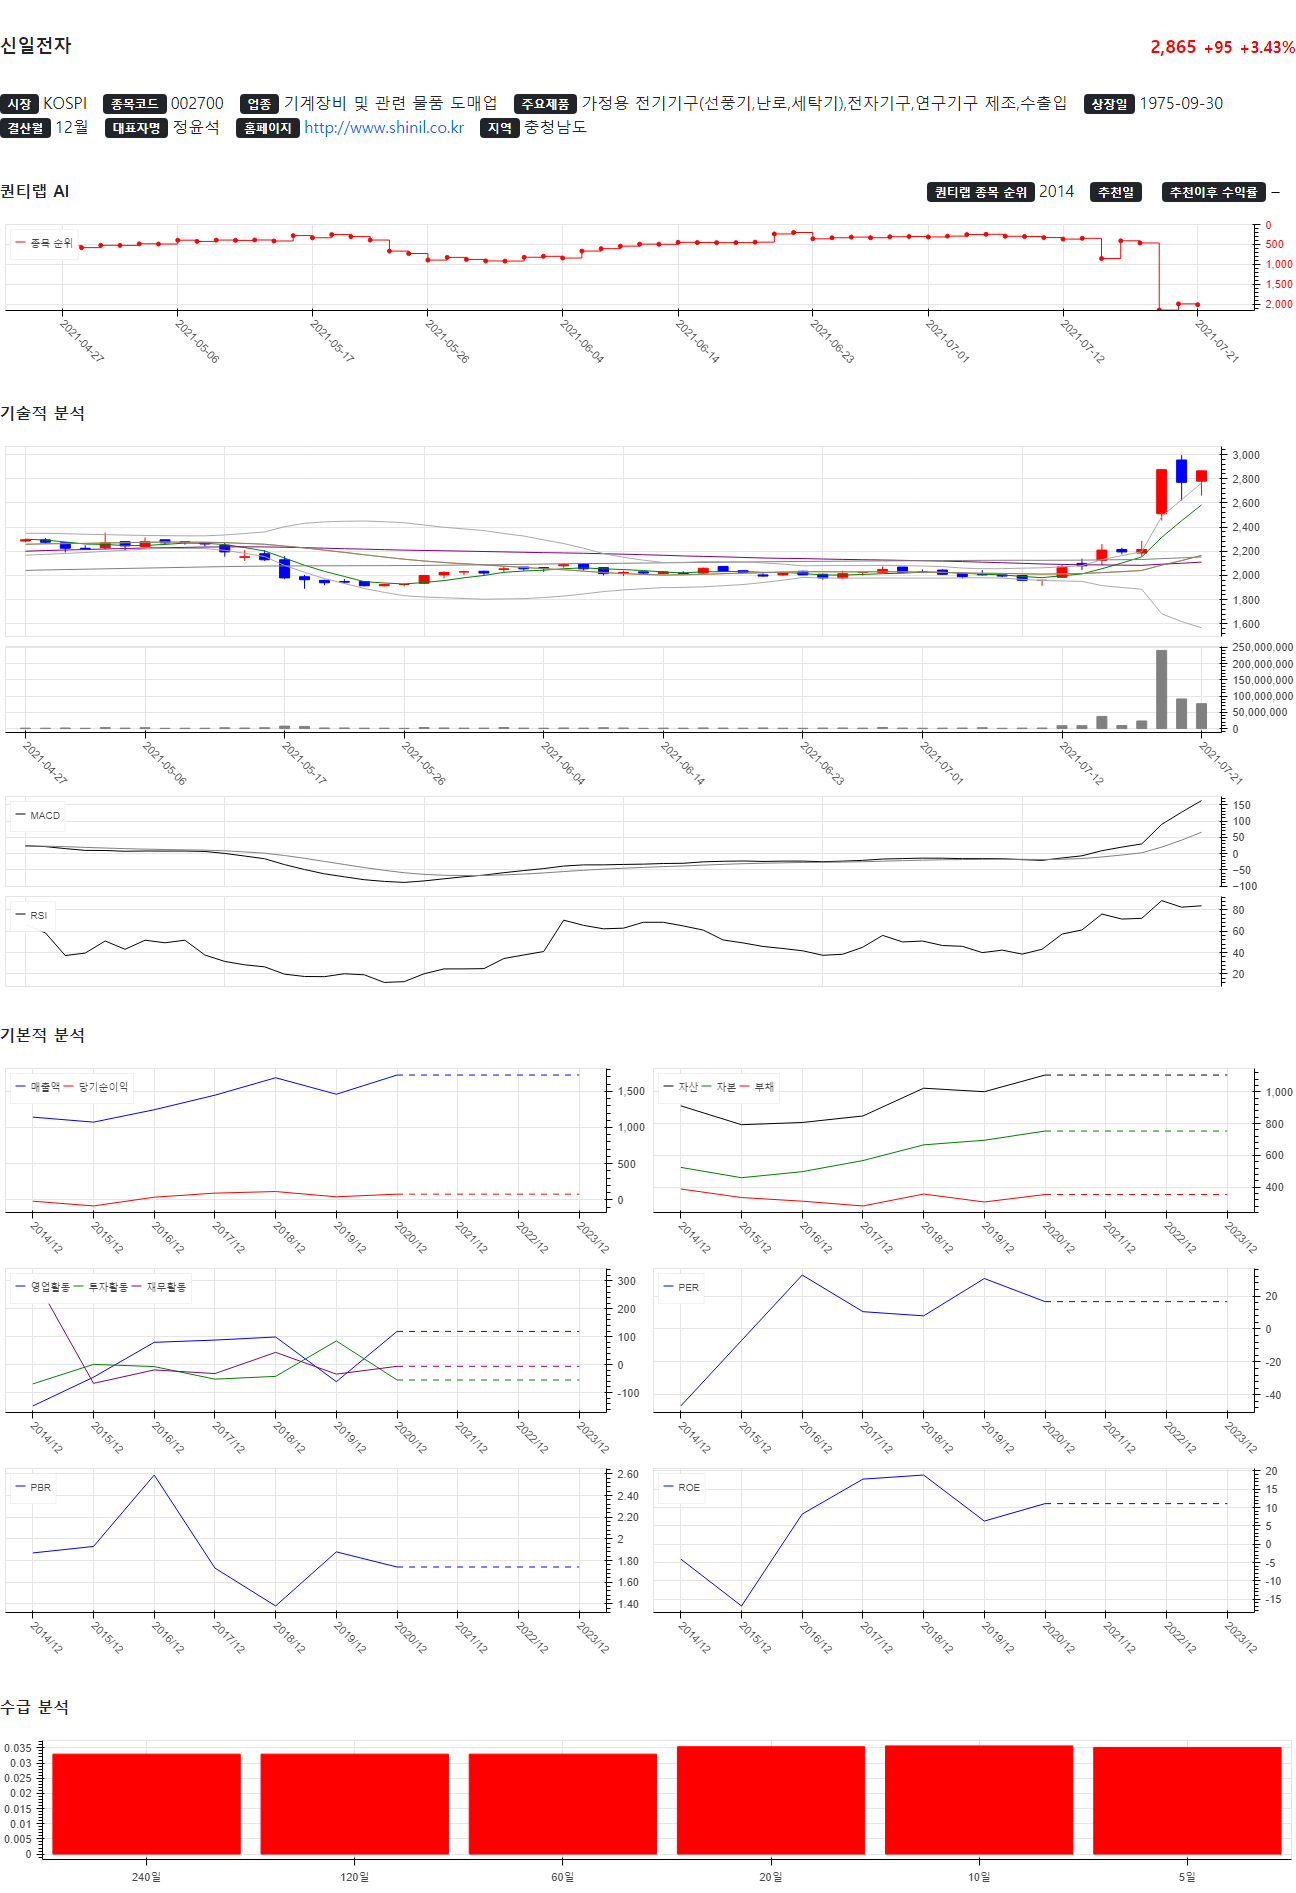 신일전자
2,865 +95 +3.43%
시장 KOSPI 종목코드 002700 업종 기계장비 및 관련 물품 도매업 주요제품 가정용 전기기구(선풍기,난로,세탁기),전자기구,연구기구 제조,수출입 상장일 1975-09-30
결산월 12월 대표자명 정윤석 홈페이지 http://www.shinil.co.kr 지역 충청남도
퀀티랩 AI
퀀티랩 종목 순위 2014 추천일 추천이후 수익률 –
종목 순위
0
500
1,000
1,500
2,000
2021-04-27 2021-05-06 2021-05-17 2021-05-26 2021-06-04 2021-06-14 2021-06-23 2021-07-01 2021-07-12 2021-07-21
기술적 분석
3,000
2,800
2,600
2,400
2,200
2,000
1,800
1,600
250,000,000
200,000,000
150,000,000
100,000,000
50,000,000
0
2021-04-27 2021-05-06 2021-05-17 2021-05-26 2021-06-04 2021-06-14 2021-06-23 2021-07-01 2021-07-12 2021-07-21
MACD
150
100
50
0
−50
−100
RSI
80
60
40
20
기본적 분석
매출액 당기순이익
1,500
1,000
500
0
2014/12 2015/12 2016/12 2017/12 2018/12 2019/12 2020/12 2021/12 2022/12 2023/12
자산 자본 부채
1,000
800
600
400
2014/12 2015/12 2016/12 2017/12 2018/12 2019/12 2020/12 2021/12 2022/12 2023/12
영업활동 투자활동 재무활동
300
200
100
0
-100
2014/12 2015/12 2016/12 2017/12 2018/12 2019/12 2020/12 2021/12 2022/12 2023/12
PER
20
0
-20
-40
2014/12 2015/12 2016/12 2017/12 2018/12 2019/12 2020/12 2021/12 2022/12 2023/12
PBR
2.60
2.40
2.20
2
1.80
1.60
1.40
2014/12 2015/12 2016/12 2017/12 2018/12 2019/12 2020/12 2021/12 2022/12 2023/12
ROE
20
15
10
5
0
-5
-10
-15
2014/12 2015/12 2016/12 2017/12 2018/12 2019/12 2020/12 2021/12 2022/12 2023/12
수급 분석
0.035
0.03
0.025
0.02
0.015
0.01
0.005
0
240일 120일 60일 20일 10일 5일